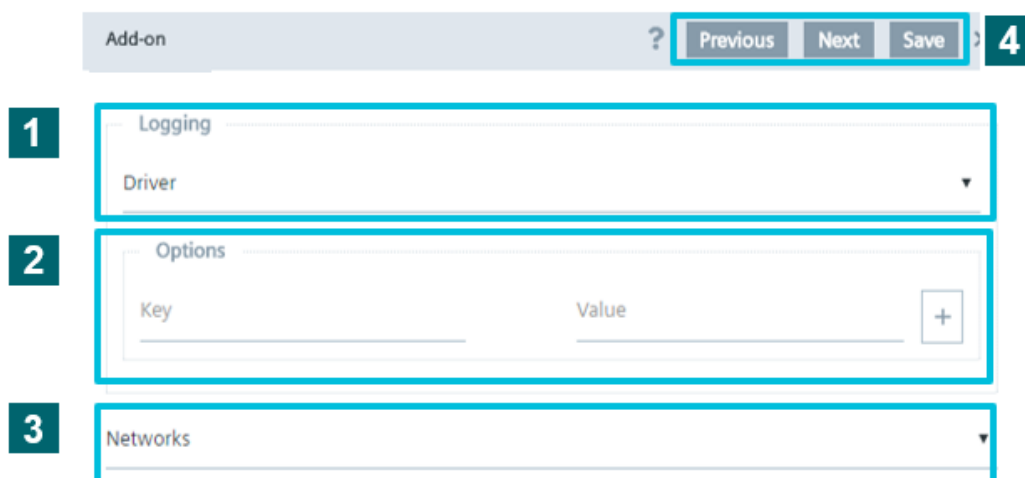 Add-on ? Previous Next Save 4
1 Logging
Driver
2 Options
Key Value +
3 Networks